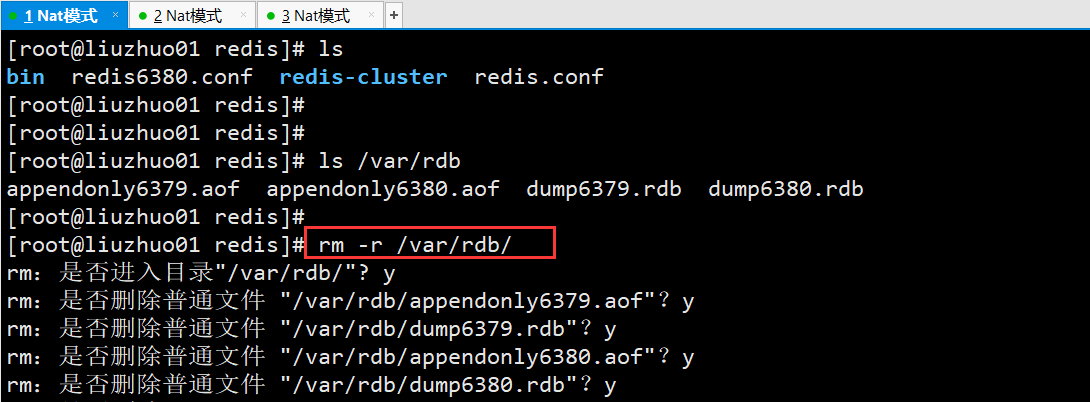 1 Nat模式 × 2 Nat模式 × 3 Nat模式 × +
[root@liuzhuo01 redis]# ls
bin  redis6380.conf  redis-cluster  redis.conf
[root@liuzhuo01 redis]#
[root@liuzhuo01 redis]#
[root@liuzhuo01 redis]# ls /var/rdb
appendonly6379.aof  appendonly6380.aof  dump6379.rdb  dump6380.rdb
[root@liuzhuo01 redis]#
[root@liuzhuo01 redis]# rm -r /var/rdb/
rm：是否进入目录"/var/rdb/"? y
rm：是否删除普通文件 "/var/rdb/appendonly6379.aof"？y
rm：是否删除普通文件 "/var/rdb/dump6379.rdb"？y
rm：是否删除普通文件 "/var/rdb/appendonly6380.aof"？y
rm：是否删除普通文件 "/var/rdb/dump6380.rdb"？y